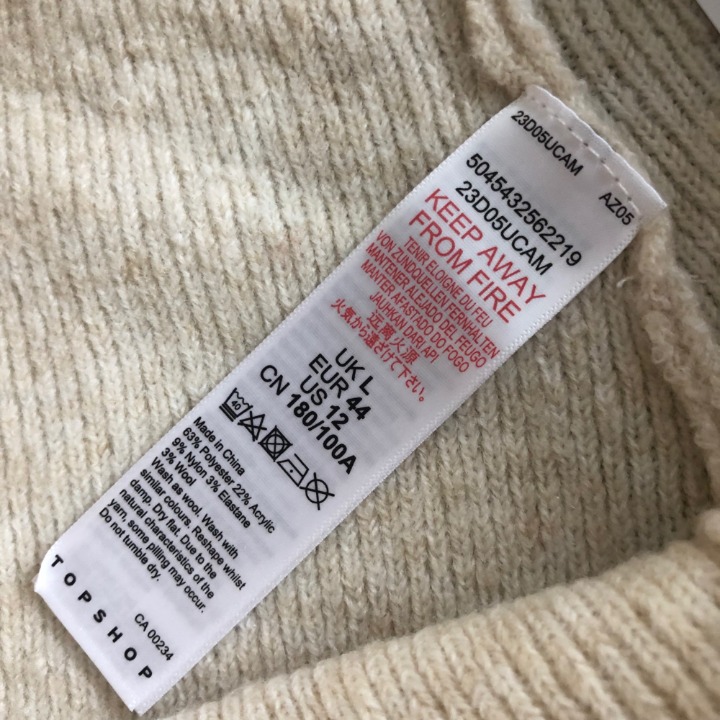 23D05UCAM
AZ05
5045432562219
23D05UCAM
KEEP AWAY
FROM FIRE
TENIR ELOIGNE DU FEU
VON ZUNDQUELLEN FERNHALTEN
MANTENER ALEJADO DEL FEUGO
MANTER AFASTADO DO FOGO
JAUHKAN DARI API
远离火源
火気から遠ざけて下さい。
UK L
EUR 44
US 12
CN 180/100A
40
Made in China
63% Polyester 22% Acrylic
9% Nylon 3% Elastane
3% Wool
Wash as wool. Wash with
similar colours. Reshape whilst
damp. Dry flat. Due to the
natural characteristics of the
yarn, some pilling may occur.
Do not tumble dry.
CA 00234
TOPSHOP